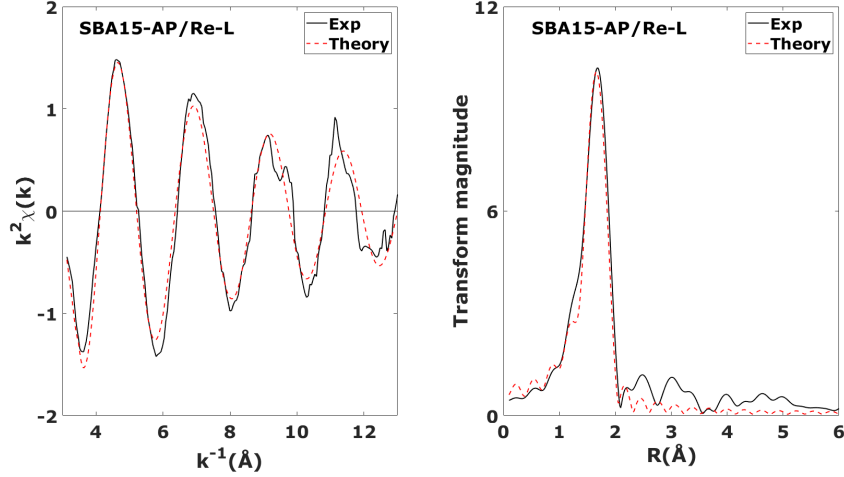 SBA15-AP/Re-L
Exp
Theory
2
1
0
-1
-2
k²χ(k)
4
6
8
10
12
k⁻¹(Å)
SBA15-AP/Re-L
Exp
Theory
12
6
0
Transform magnitude
0
1
2
3
4
5
6
R(Å)